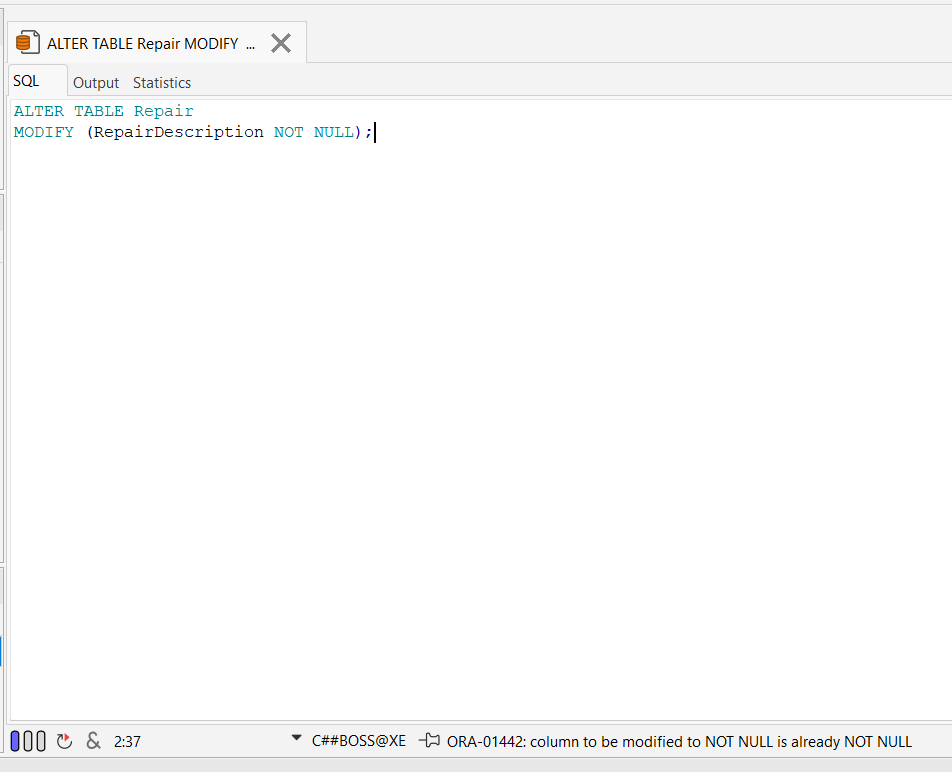 ALTER TABLE Repair MODIFY ...
SQL
Output
Statistics
ALTER TABLE Repair
MODIFY (RepairDescription NOT NULL);
& 2:37
C##BOSS@XE
ORA-01442: column to be modified to NOT NULL is already NOT NULL